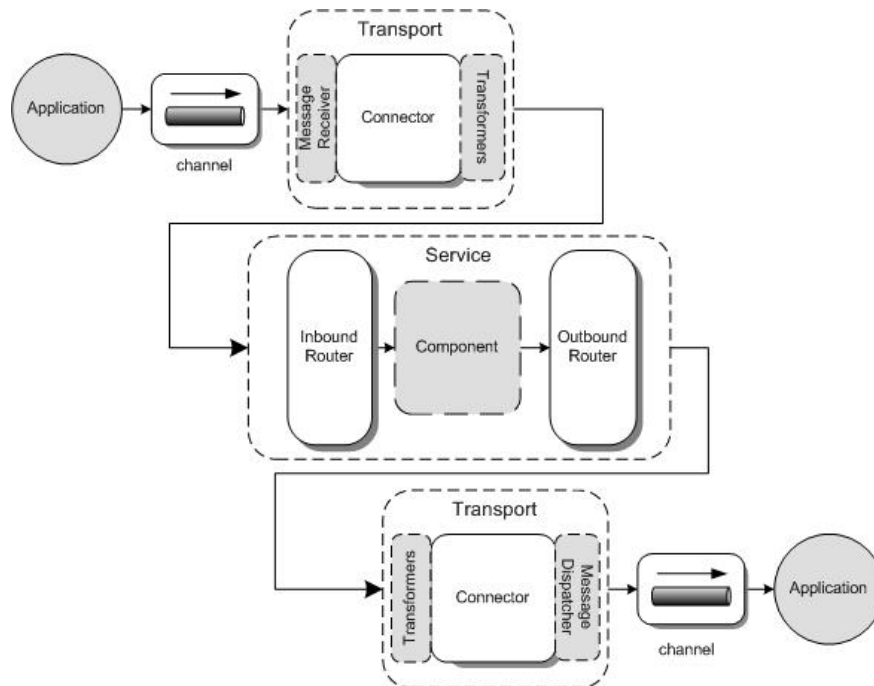 Transport
Application
channel
Message
Receiver
Connector
Transformers
Service
Inbound
Router
Component
Outbound
Router
Transport
Transformers
Connector
Message
Dispatcher
channel
Application